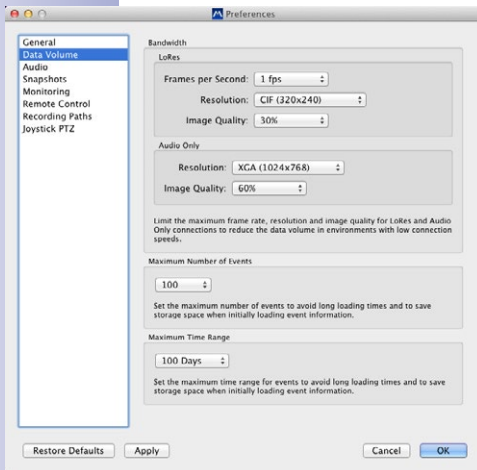 Preferences
General
Data Volume
Audio
Snapshots
Monitoring
Remote Control
Recording Paths
Joystick PTZ
Bandwidth
LoRes
Frames per Second: 1 fps
Resolution: CIF (320x240)
Image Quality: 30%
Audio Only
Resolution: XGA (1024x768)
Image Quality: 60%
Limit the maximum frame rate, resolution and image quality for LoRes and Audio
Only connections to reduce the data volume in environments with low connection
speeds.
Maximum Number of Events
100
Set the maximum number of events to avoid long loading times and to save
storage space when initially loading event information.
Maximum Time Range
100 Days
Set the maximum time range for events to avoid long loading times and to save
storage space when initially loading event information.
Restore Defaults Apply Cancel OK